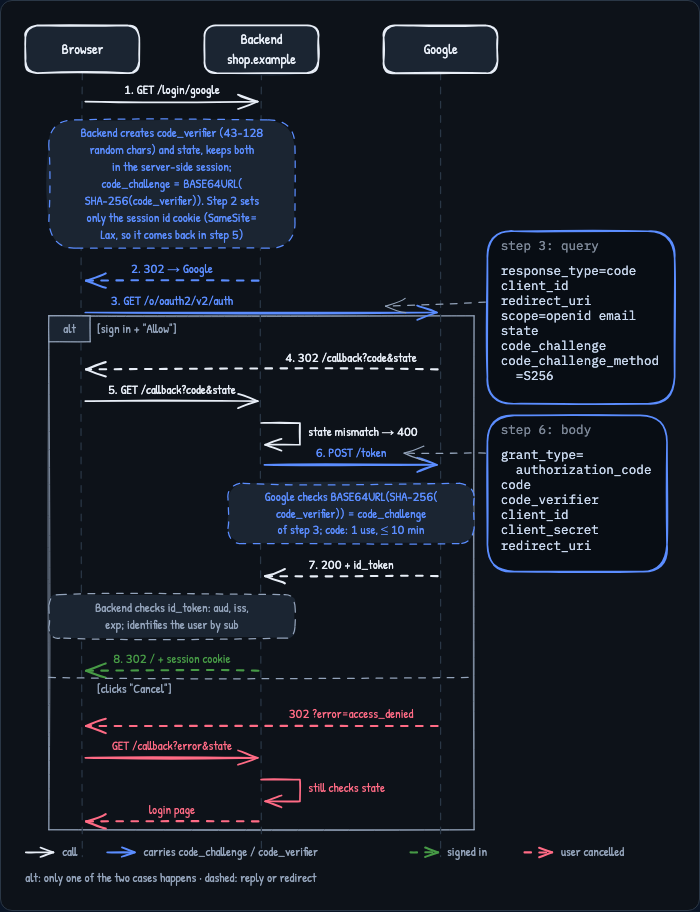 Browser
Backend
shop.example
Google
1. GET /login/google
Backend creates code_verifier (43-128
random chars) and state, keeps both
in the server-side session;
code_challenge = BASE64URL(
SHA-256(code_verifier)). Step 2 sets
only the session id cookie (SameSite=
Lax, so it comes back in step 5)
2. 302 → Google
3. GET /o/oauth2/v2/auth
step 3: query
response_type=code
client_id
redirect_uri
scope=openid email
state
code_challenge
code_challenge_method
=S256
alt
[sign in + "Allow"]
4. 302 /callback?code&state
5. GET /callback?code&state
state mismatch → 400
6. POST /token
step 6: body
grant_type=
authorization_code
code
code_verifier
client_id
client_secret
redirect_uri
Google checks BASE64URL(SHA-256(
code_verifier)) = code_challenge
of step 3; code: 1 use, ≤ 10 min
7. 200 + id_token
Backend checks id_token: aud, iss,
exp; identifies the user by sub
8. 302 / + session cookie
[clicks "Cancel"]
302 ?error=access_denied
GET /callback?error&state
still checks state
login page
call
carries code_challenge / code_verifier
signed in
user cancelled
alt: only one of the two cases happens · dashed: reply or redirect